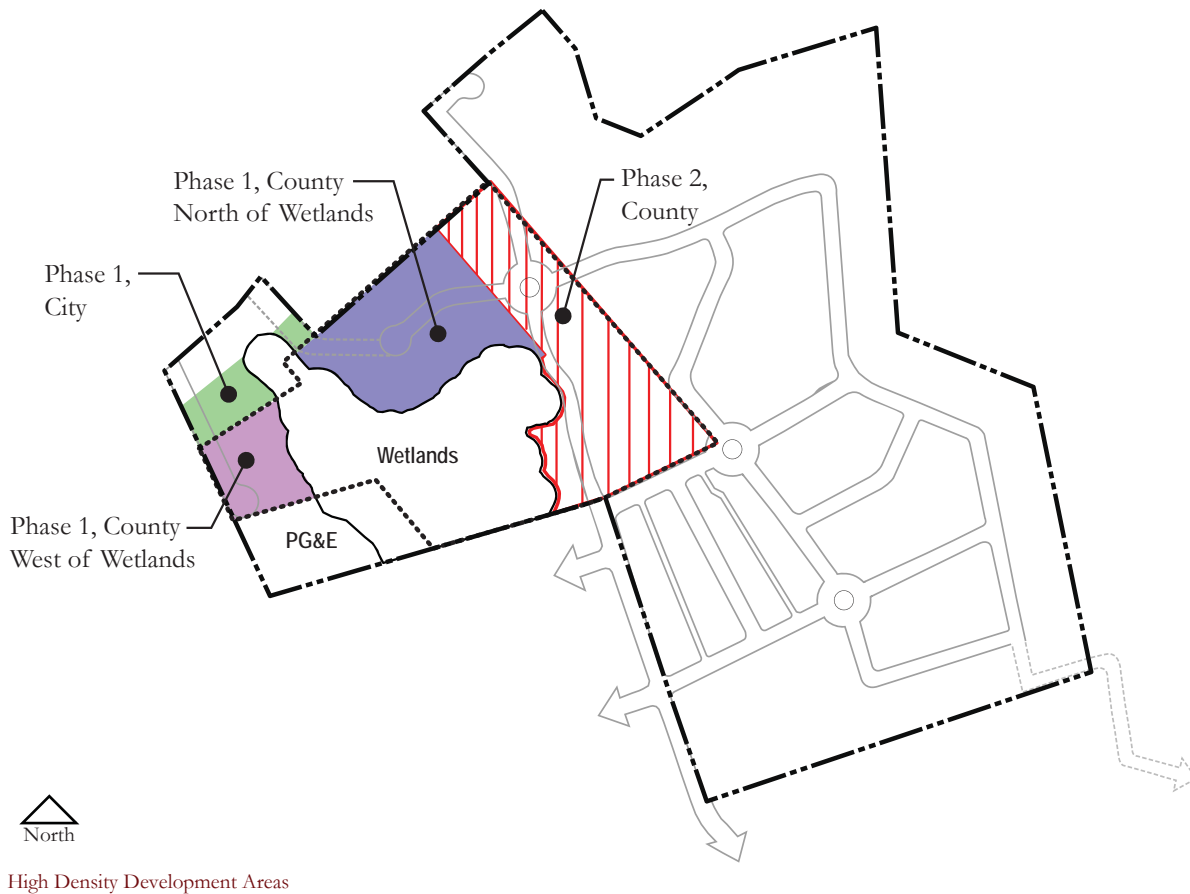 Phase 1, County
North of Wetlands
Phase 2,
County
Phase 1,
City
Wetlands
Phase 1, County
West of Wetlands
PG&E
North
High Density Development Areas